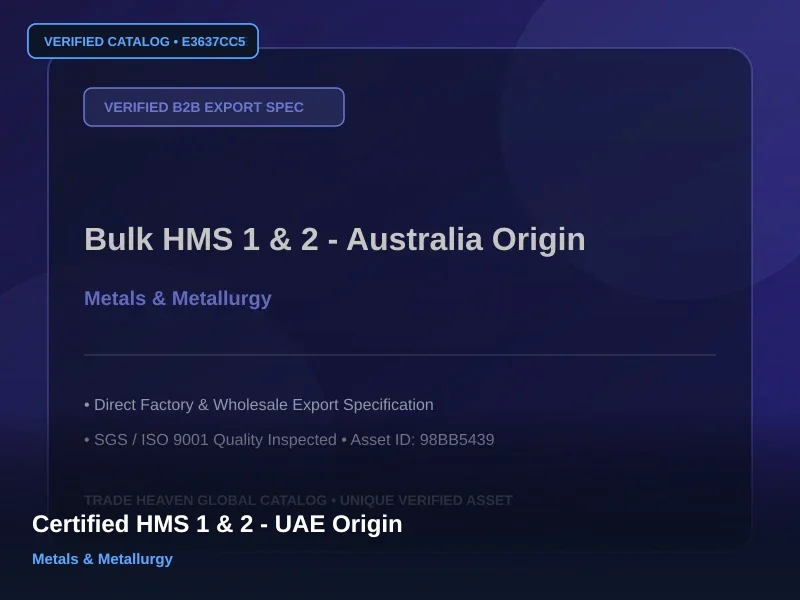 VERIFIED CATALOG • E3637CC5
VERIFIED B2B EXPORT SPEC
Bulk HMS 1 & 2 - Australia Origin
Metals & Metallurgy
• Direct Factory & Wholesale Export Specification
• SGS / ISO 9001 Quality Inspected • Asset ID: 98BB5439
TRADE HEAVEN GLOBAL CATALOG • UNIQUE VERIFIED ASSET
Certified HMS 1 & 2 - UAE Origin
Metals & Metallurgy